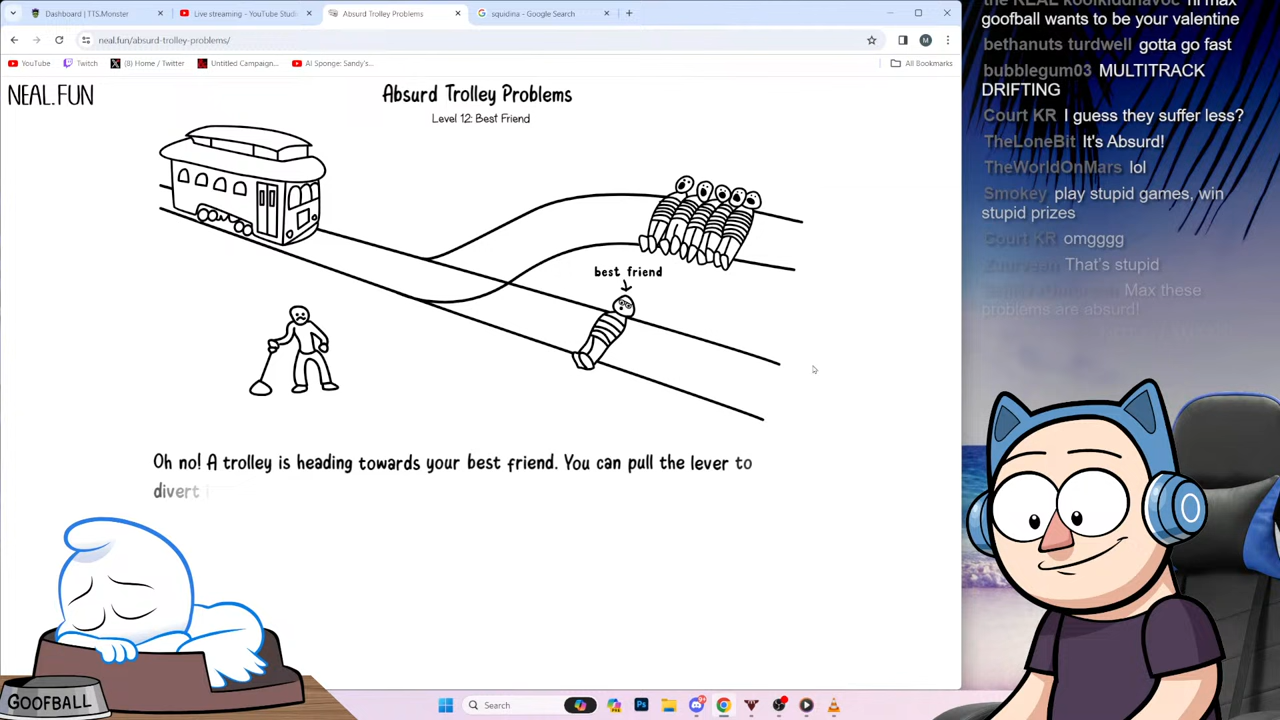 Dashboard | TTS.Monster
Live streaming - YouTube Studi
Absurd Trolley Problems
squidina - Google Search
neal.fun/absurd-trolley-problems/
YouTube
Twitch
(8) Home / Twitter
Untitled Campaign...
AI Sponge: Sandy's...
All Bookmarks
NEAL.FUN
Absurd Trolley Problems
Level 12: Best Friend
best friend
Oh no! A trolley is heading towards your best friend. You can pull the lever to
divert
GOOFBALL
Search
max
goofball wants to be your valentine
bethanuts turdwell gotta go fast
bubblegum03 MULTITRACK
DRIFTING
Court KR I guess they suffer less?
TheLoneBit It's Absurd!
TheWorldOnMars lol
Smokey play stupid games, win
stupid prizes
Court KR omgggg
That's stupid
Max these
problems are absurd!